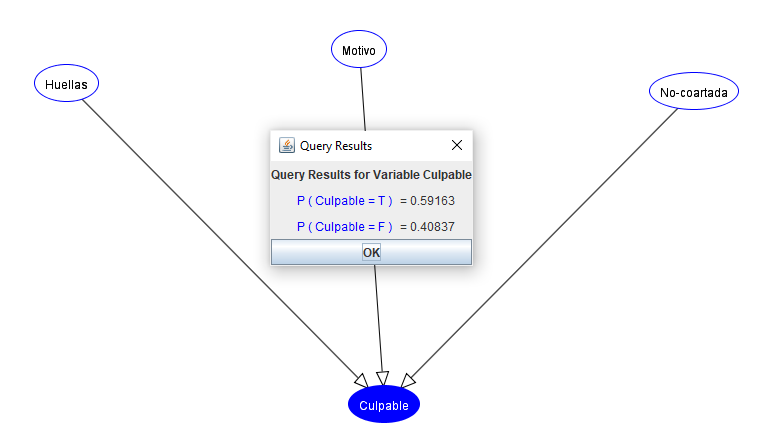 Motivo
Huellas
No-coartada
Query Results
Query Results for Variable Culpable
P ( Culpable = T ) = 0.59163
P ( Culpable = F ) = 0.40837
OK
Culpable